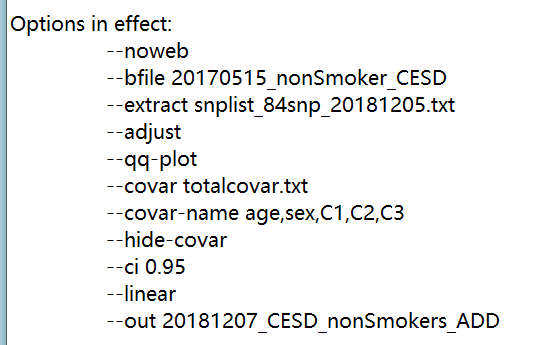 Options in effect:
--noweb
--bfile 20170515_nonSmoker_CESD
--extract snplist_84snp_20181205.txt
--adjust
--qq-plot
--covar totalcovar.txt
--covar-name age,sex,C1,C2,C3
--hide-covar
--ci 0.95
--linear
--out 20181207_CESD_nonSmokers_ADD